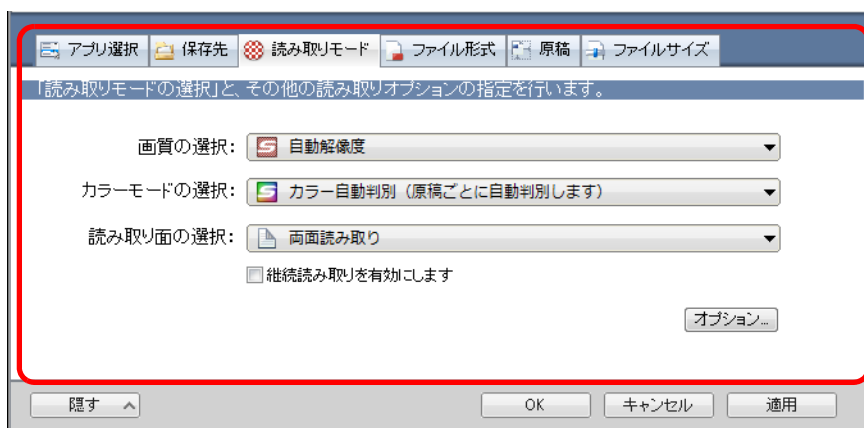 アプリ選択 保存先 読み取りモード ファイル形式 原稿 ファイルサイズ
「読み取りモードの選択」と、その他の読み取りオプションの指定を行います。
画質の選択: 自動解像度
カラーモードの選択: カラー自動判別（原稿ごとに自動判別します）
読み取り面の選択: 両面読み取り
継続読み取りを有効にします
オプション...
隠す OK キャンセル 適用